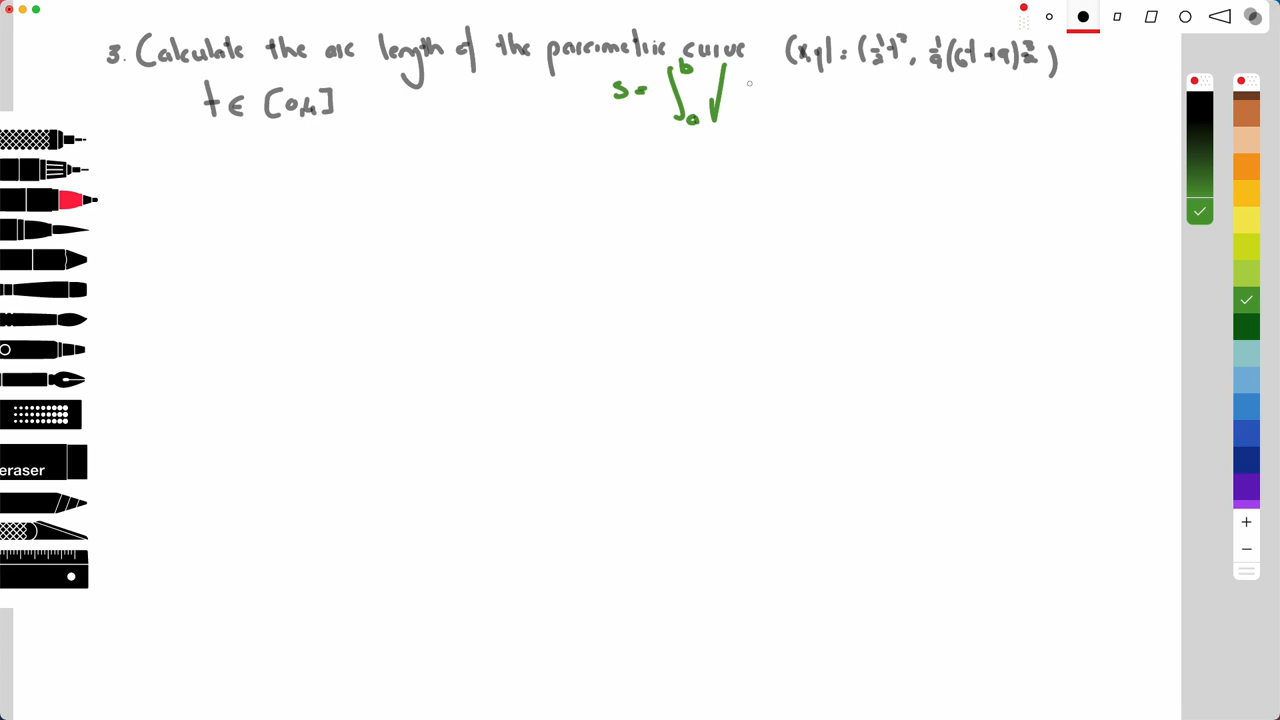 3. Calculate the arc length of the parametric curve (x,y) = (½t², 1/9(6t+9)^3/2)
t ∈ [0,4]
S = ∫ₐᵇ √
eraser